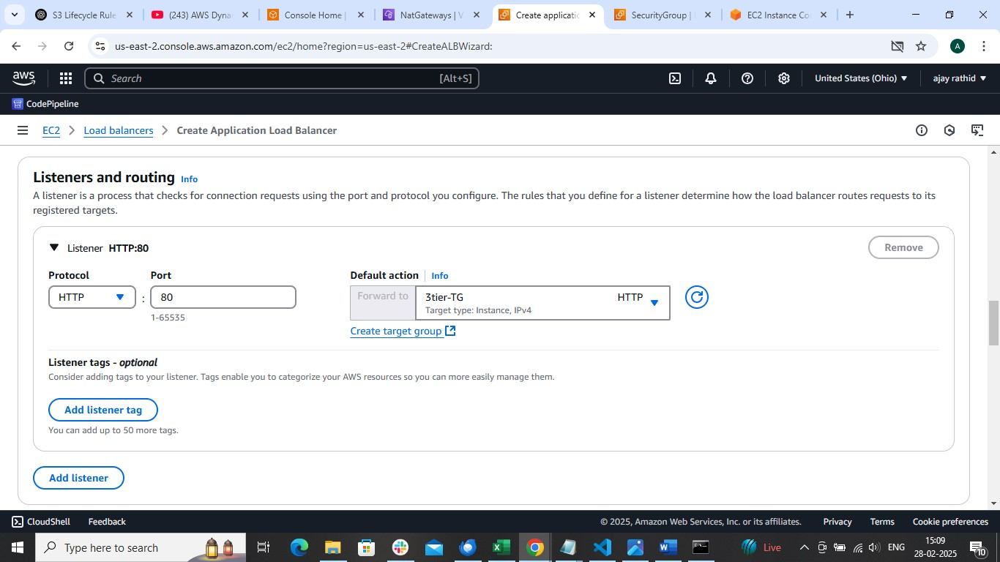 S3 Lifecycle Rule
(243) AWS Dyna
Console Home |
NatGateways | V
Create applicatio
SecurityGroup |
EC2 Instance Co
us-east-2.console.aws.amazon.com/ec2/home?region=us-east-2#CreateALBWizard:
A
aws
Search
[Alt+S]
United States (Ohio)
ajay rathid
CodePipeline
EC2 > Load balancers > Create Application Load Balancer
Listeners and routing Info
A listener is a process that checks for connection requests using the port and protocol you configure. The rules that you define for a listener determine how the load balancer routes requests to its
registered targets.
Listener HTTP:80
Remove
Protocol
Port
Default action
Info
HTTP
:
80
Forward to
3tier-TG
HTTP
Target type: Instance, IPv4
1-65535
Create target group
Listener tags - optional
Consider adding tags to your listener. Tags enable you to categorize your AWS resources so you can more easily manage them.
Add listener tag
You can add up to 50 more tags.
Add listener
CloudShell
Feedback
© 2025, Amazon Web Services, Inc. or its affiliates.
Privacy
Terms
Cookie preferences
Type here to search
Live
ENG
15:09
28-02-2025
10